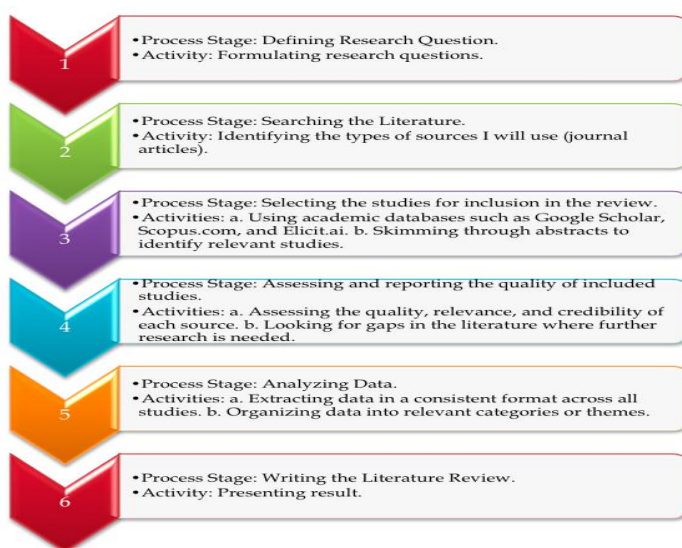 1
•Process Stage: Defining Research Question.
•Activity: Formulating research questions.
2
•Process Stage: Searching the Literature.
•Activity: Identifying the types of sources I will use (journal
articles).
3
•Process Stage: Selecting the studies for inclusion in the review.
•Activities: a. Using academic databases such as Google Scholar,
Scopus.com, and Elicit.ai. b. Skimming through abstracts to
identify relevant studies.
4
•Process Stage: Assessing and reporting the quality of included
studies.
•Activities: a. Assessing the quality, relevance, and credibility of
each source. b. Looking for gaps in the literature where further
research is needed.
5
•Process Stage: Analyzing Data.
•Activities: a. Extracting data in a consistent format across all
studies. b. Organizing data into relevant categories or themes.
6
•Process Stage: Writing the Literature Review.
•Activity: Presenting result.